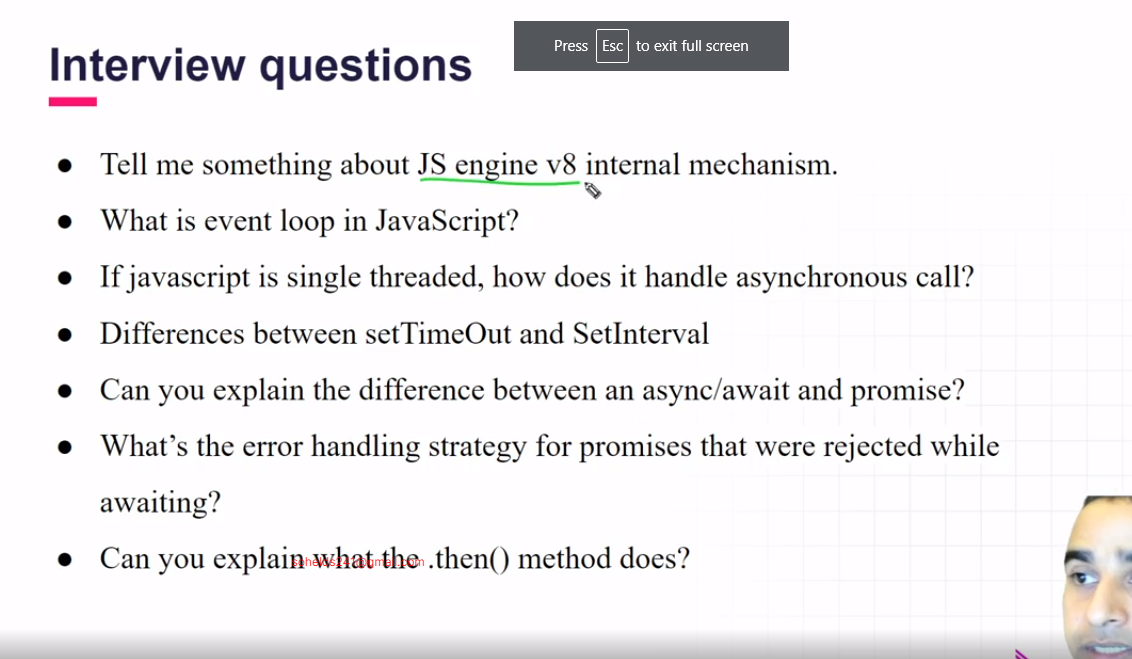 Press Esc to exit full screen
Interview questions
● Tell me something about JS engine v8 internal mechanism.
● What is event loop in JavaScript?
● If javascript is single threaded, how does it handle asynchronous call?
● Differences between setTimeOut and SetInterval
● Can you explain the difference between an async/await and promise?
● What’s the error handling strategy for promises that were rejected while
awaiting?
● Can you explain what the .then() method does?